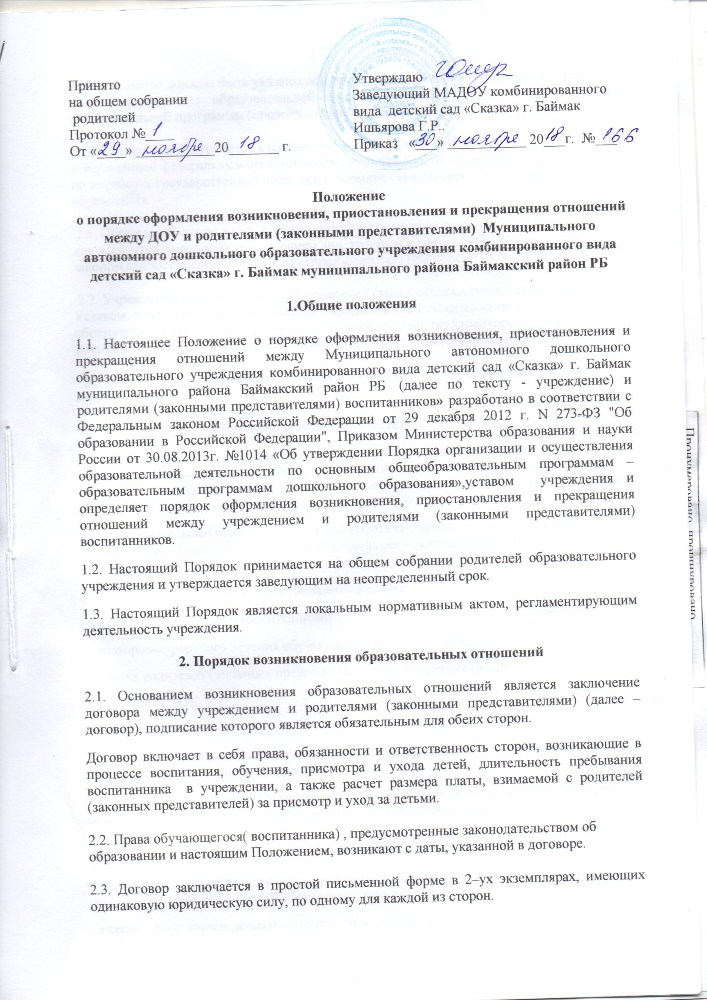 Принято
на общем собрании
родителей
Протокол № 1
От «29» ноября 2018 г.
Утверждаю
Заведующий МАДОУ комбинированного
вида детский сад «Сказка» г. Баймак
Ишьярова Г.Р..
Приказ «30» ноября 2018г. № 166
Положение
о порядке оформления возникновения, приостановления и прекращения отношений
между ДОУ и родителями (законными представителями) Муниципального
автономного дошкольного образовательного учреждения комбинированного вида
детский сад «Сказка» г. Баймак муниципального района Баймакский район РБ
1.Общие положения
1.1. Настоящее Положение о порядке оформления возникновения, приостановления и
прекращения отношений между Муниципального автономного дошкольного
образовательного учреждения комбинированного вида детский сад «Сказка» г. Баймак
муниципального района Баймакский район РБ (далее по тексту - учреждение) и
родителями (законными представителями) воспитанников» разработано в соответствии с
Федеральным законом Российской Федерации от 29 декабря 2012 г. N 273-ФЗ "Об
образовании в Российской Федерации", Приказом Министерства образования и науки
России от 30.08.2013г. №1014 «Об утверждении Порядка организации и осуществления
образовательной деятельности по основным общеобразовательным программам –
образовательным программам дошкольного образования»,уставом учреждения и
определяет порядок оформления возникновения, приостановления и прекращения
отношений между учреждением и родителями (законными представителями)
воспитанников.
1.2. Настоящий Порядок принимается на общем собрании родителей образовательного
учреждения и утверждается заведующим на неопределенный срок.
1.3. Настоящий Порядок является локальным нормативным актом, регламентирующим
деятельность учреждения.
2. Порядок возникновения образовательных отношений
2.1. Основанием возникновения образовательных отношений является заключение
договора между учреждением и родителями (законными представителями) (далее –
договор), подписание которого является обязательным для обеих сторон.
Договор включает в себя права, обязанности и ответственность сторон, возникающие в
процессе воспитания, обучения, присмотра и ухода детей, длительность пребывания
воспитанника в учреждении, а также расчет размера платы, взимаемой с родителей
(законных представителей) за присмотр и уход за детьми.
2.2. Права обучающегося( воспитанника) , предусмотренные законодательством об
образовании и настоящим Положением, возникают с даты, указанной в договоре.
2.3. Договор заключается в простой письменной форме в 2–ух экземплярах, имеющих
одинаковую юридическую силу, по одному для каждой из сторон.